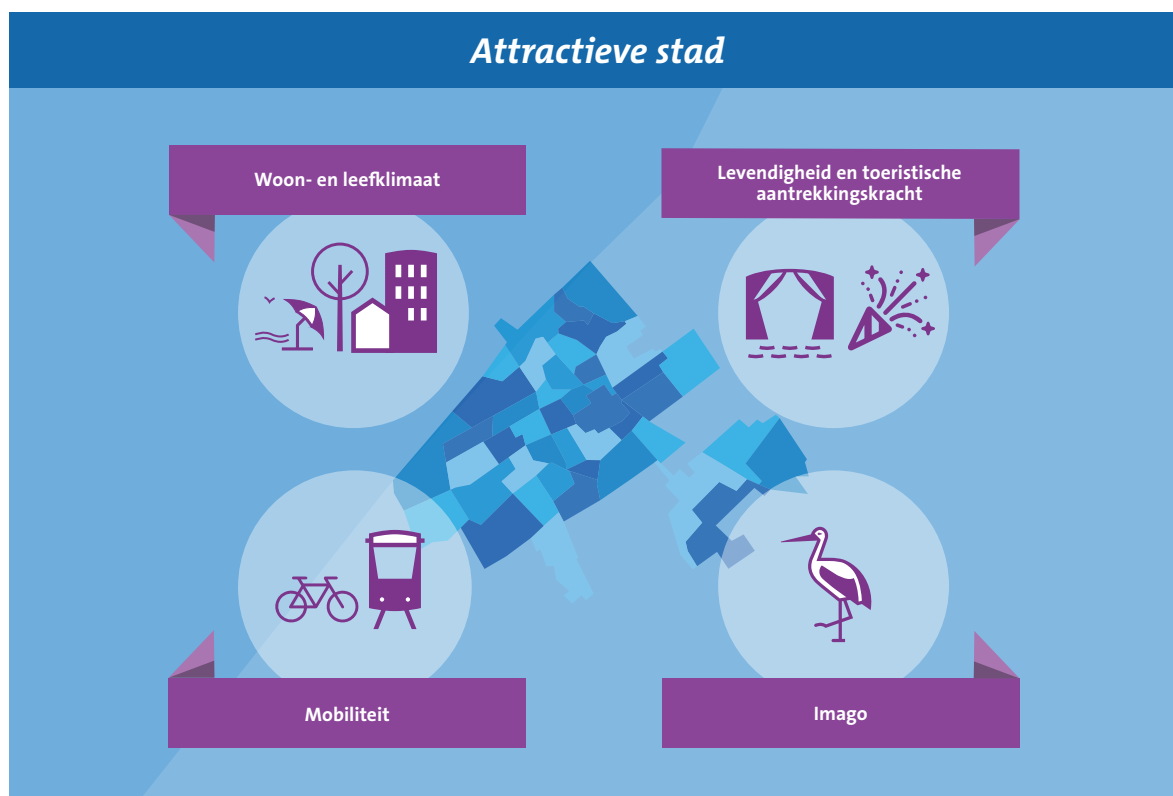 Attractieve stad
Woon- en leefklimaat
Levendigheid en toeristische
aantrekkingskracht
Mobiliteit
Imago